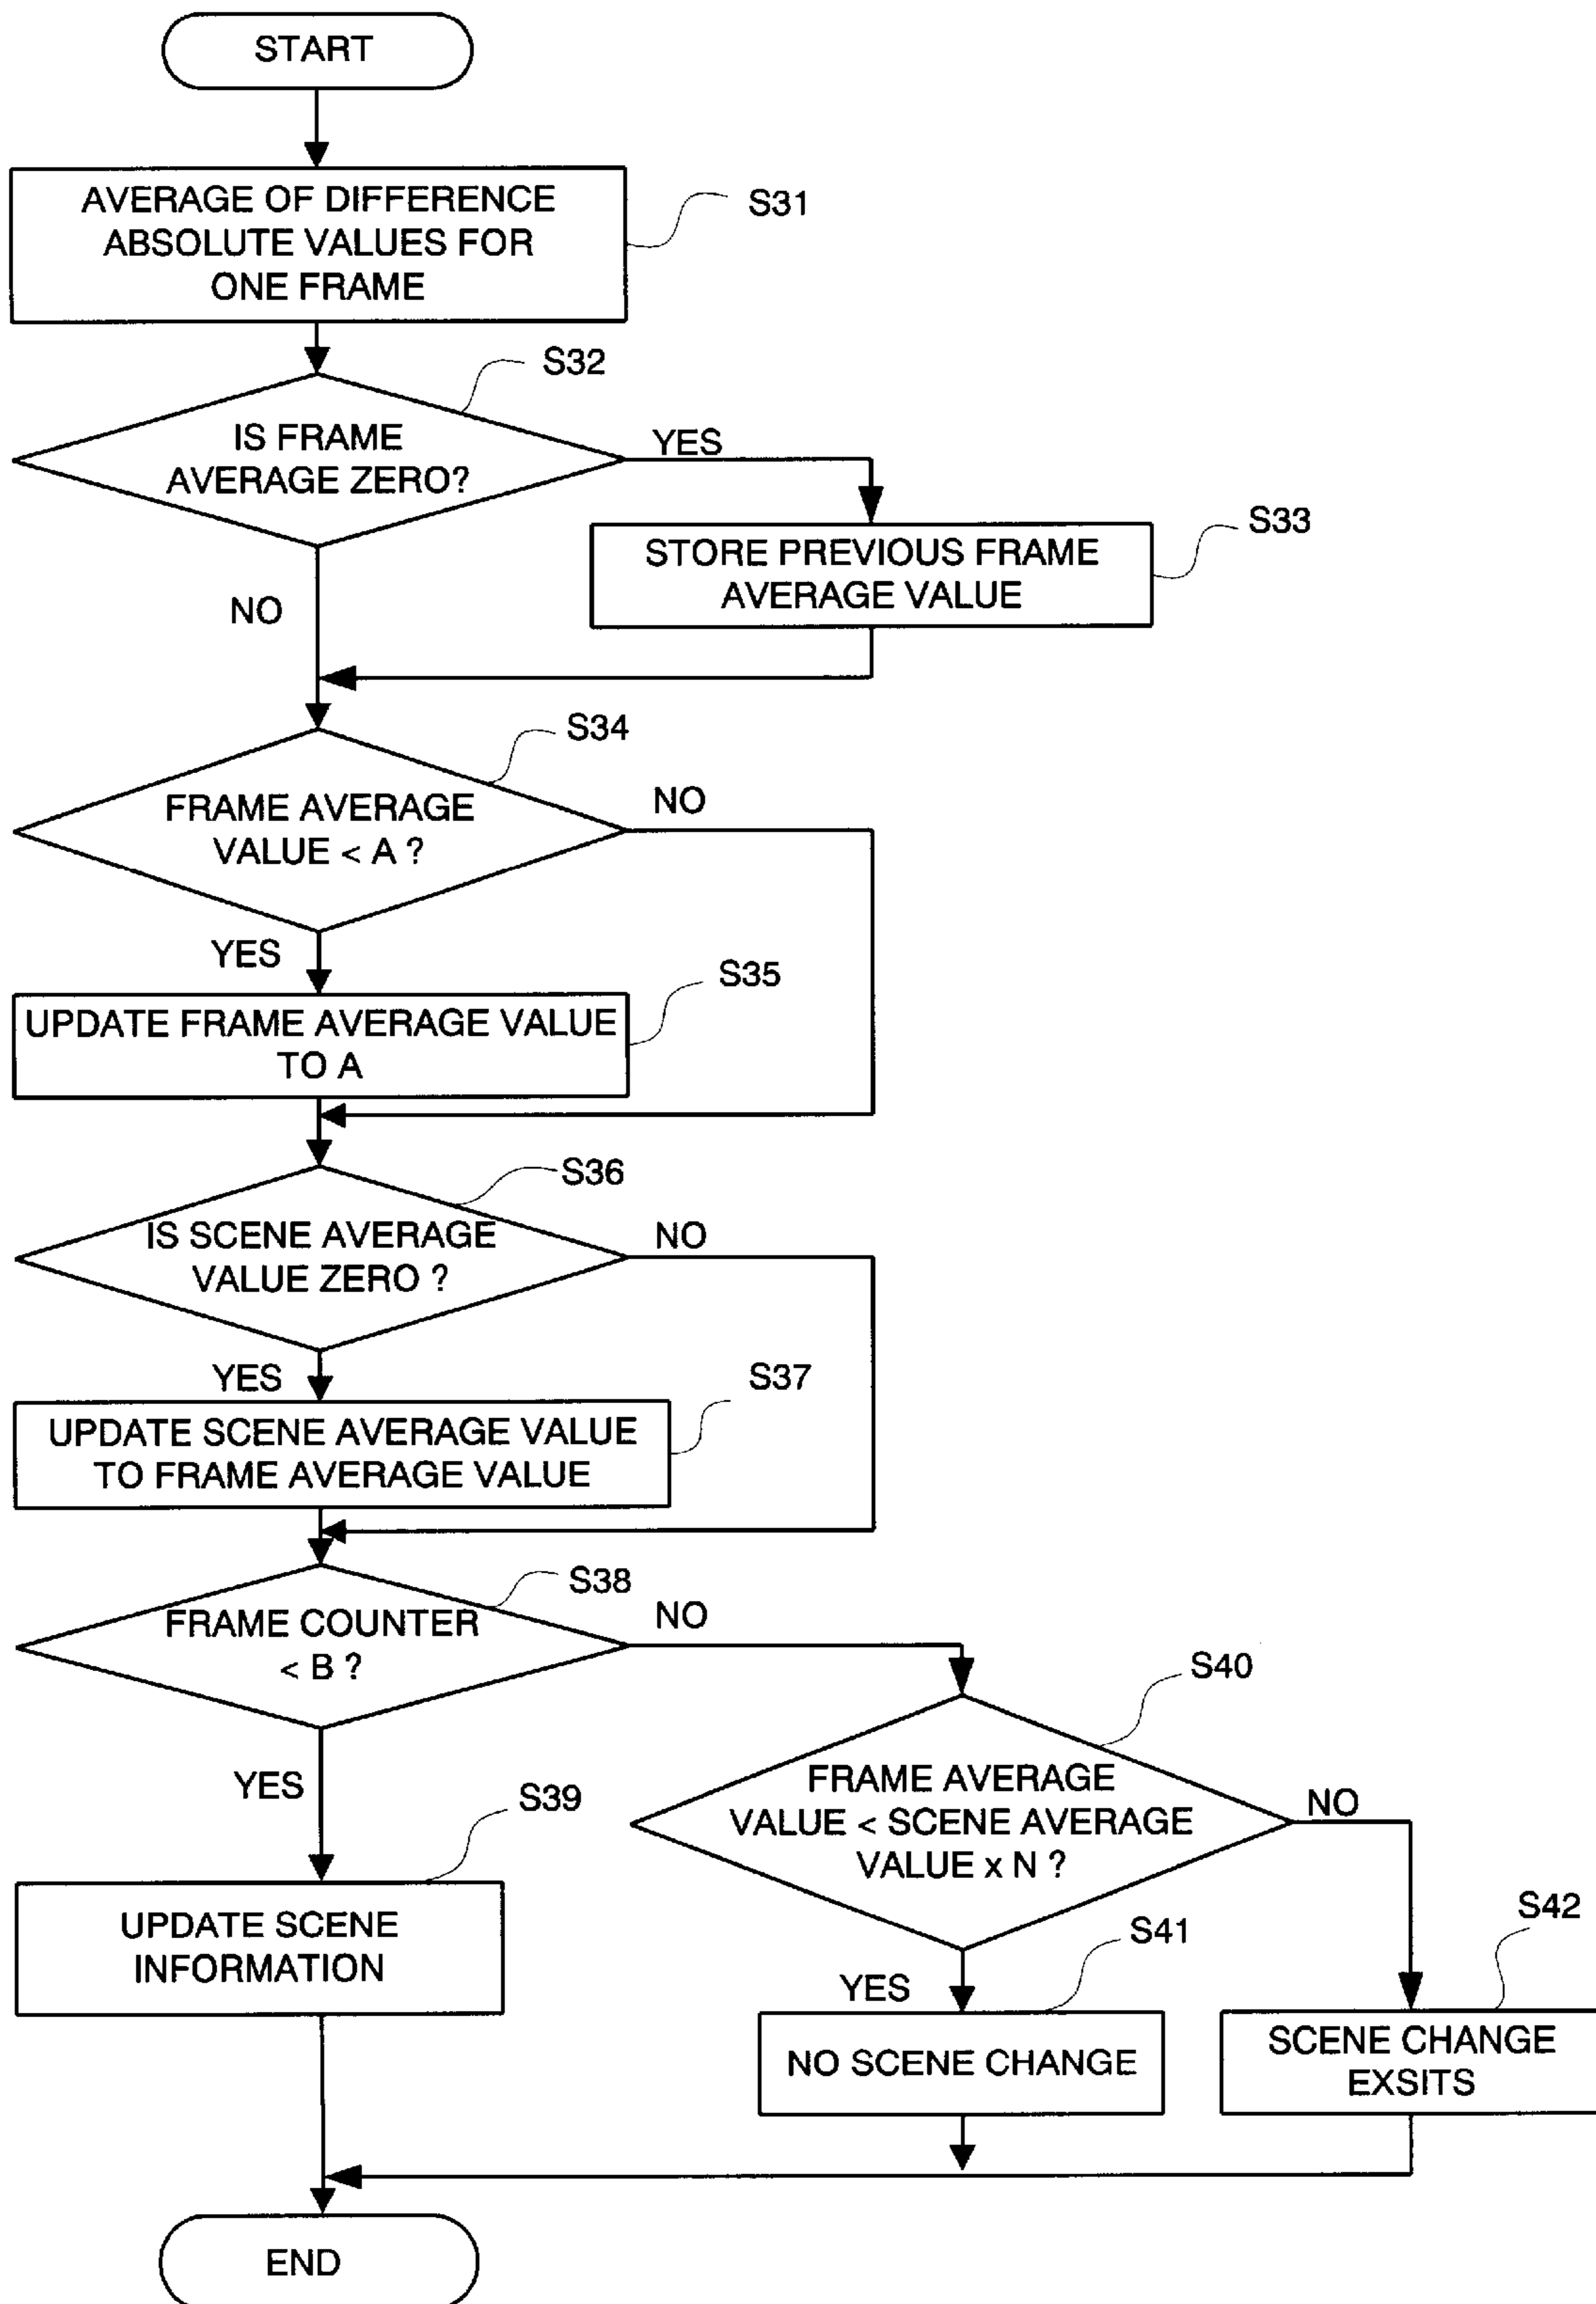 START
AVERAGE OF DIFFERENCE
ABSOLUTE VALUES FOR
ONE FRAME
S31
S32
IS FRAME
AVERAGE ZERO?
YES
S33
STORE PREVIOUS FRAME
AVERAGE VALUE
NO
S34
FRAME AVERAGE
VALUE < A ?
NO
YES
S35
UPDATE FRAME AVERAGE VALUE
TO A
S36
IS SCENE AVERAGE
VALUE ZERO ?
NO
YES
S37
UPDATE SCENE AVERAGE VALUE
TO FRAME AVERAGE VALUE
S38
FRAME COUNTER
< B ?
NO
S40
YES
S39
FRAME AVERAGE
VALUE < SCENE AVERAGE
VALUE x N ?
NO
UPDATE SCENE
INFORMATION
S41
S42
YES
NO SCENE CHANGE
SCENE CHANGE
EXSITS
END